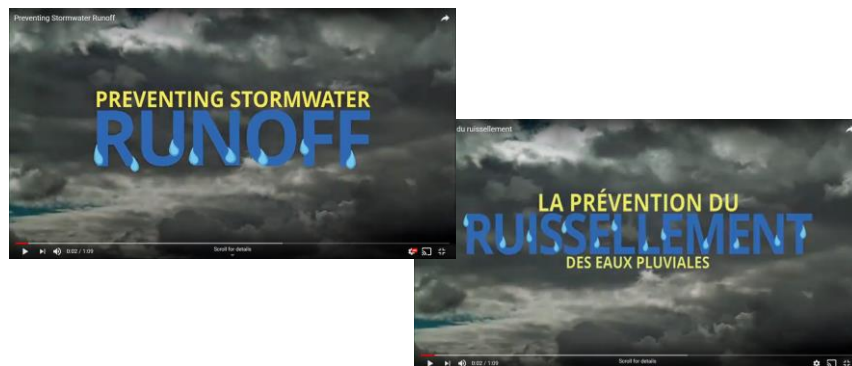 Preventing Stormwater Runoff
PREVENTING STORMWATER
RUNOFF
0:02 / 1:09
Scroll for details
du ruissellement
LA PRÉVENTION DU
RUISSELLEMENT
DES EAUX PLUVIALES
0:02 / 1:09
Scroll for details